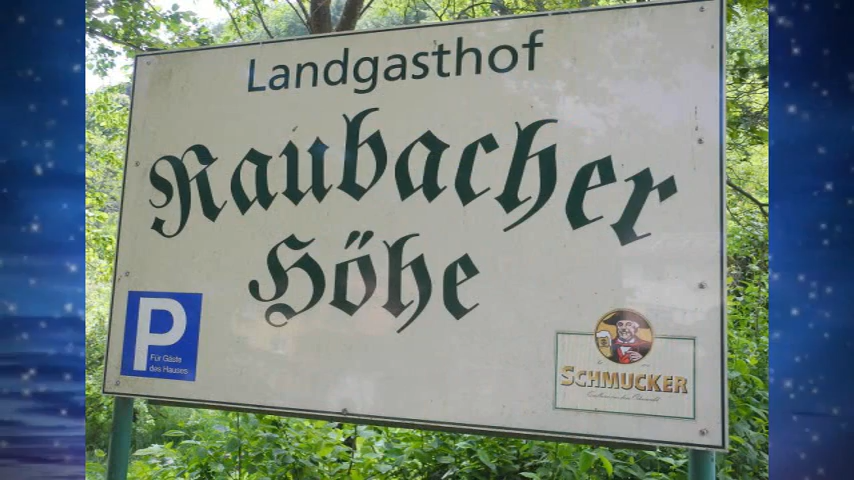 Landgasthof
Raubacher
Höhe
P
Für Gäste
des Hauses
SCHMUCKER